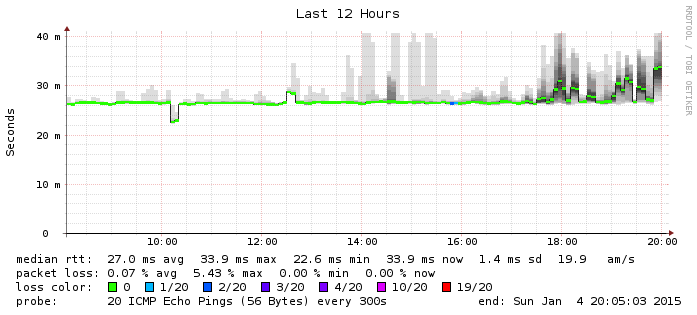 Last 12 Hours
RRDTOOL / TOBI OETIKER
Seconds
40 m
30 m
20 m
10 m
0
10:00 12:00 14:00 16:00 18:00 20:00
median rtt: 27.0 ms avg 33.9 ms max 22.6 ms min 33.9 ms now 1.4 ms sd 19.9 am/s
packet loss: 0.07 % avg 5.43 % max 0.00 % min 0.00 % now
loss color: 0 1/20 2/20 3/20 4/20 10/20 19/20
probe: 20 ICMP Echo Pings (56 Bytes) every 300s end: Sun Jan 4 20:05:03 2015